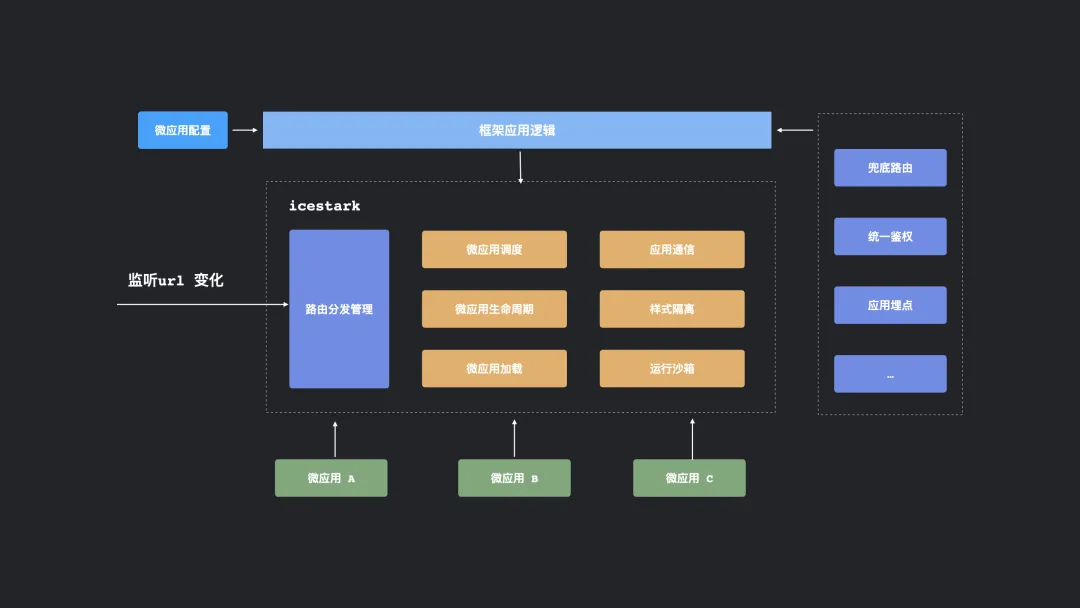 微应用配置
框架应用逻辑
兜底路由
统一鉴权
应用埋点
…
icestark
监听url 变化
路由分发管理
微应用调度
应用通信
微应用生命周期
样式隔离
微应用加载
运行沙箱
微应用 A
微应用 B
微应用 C